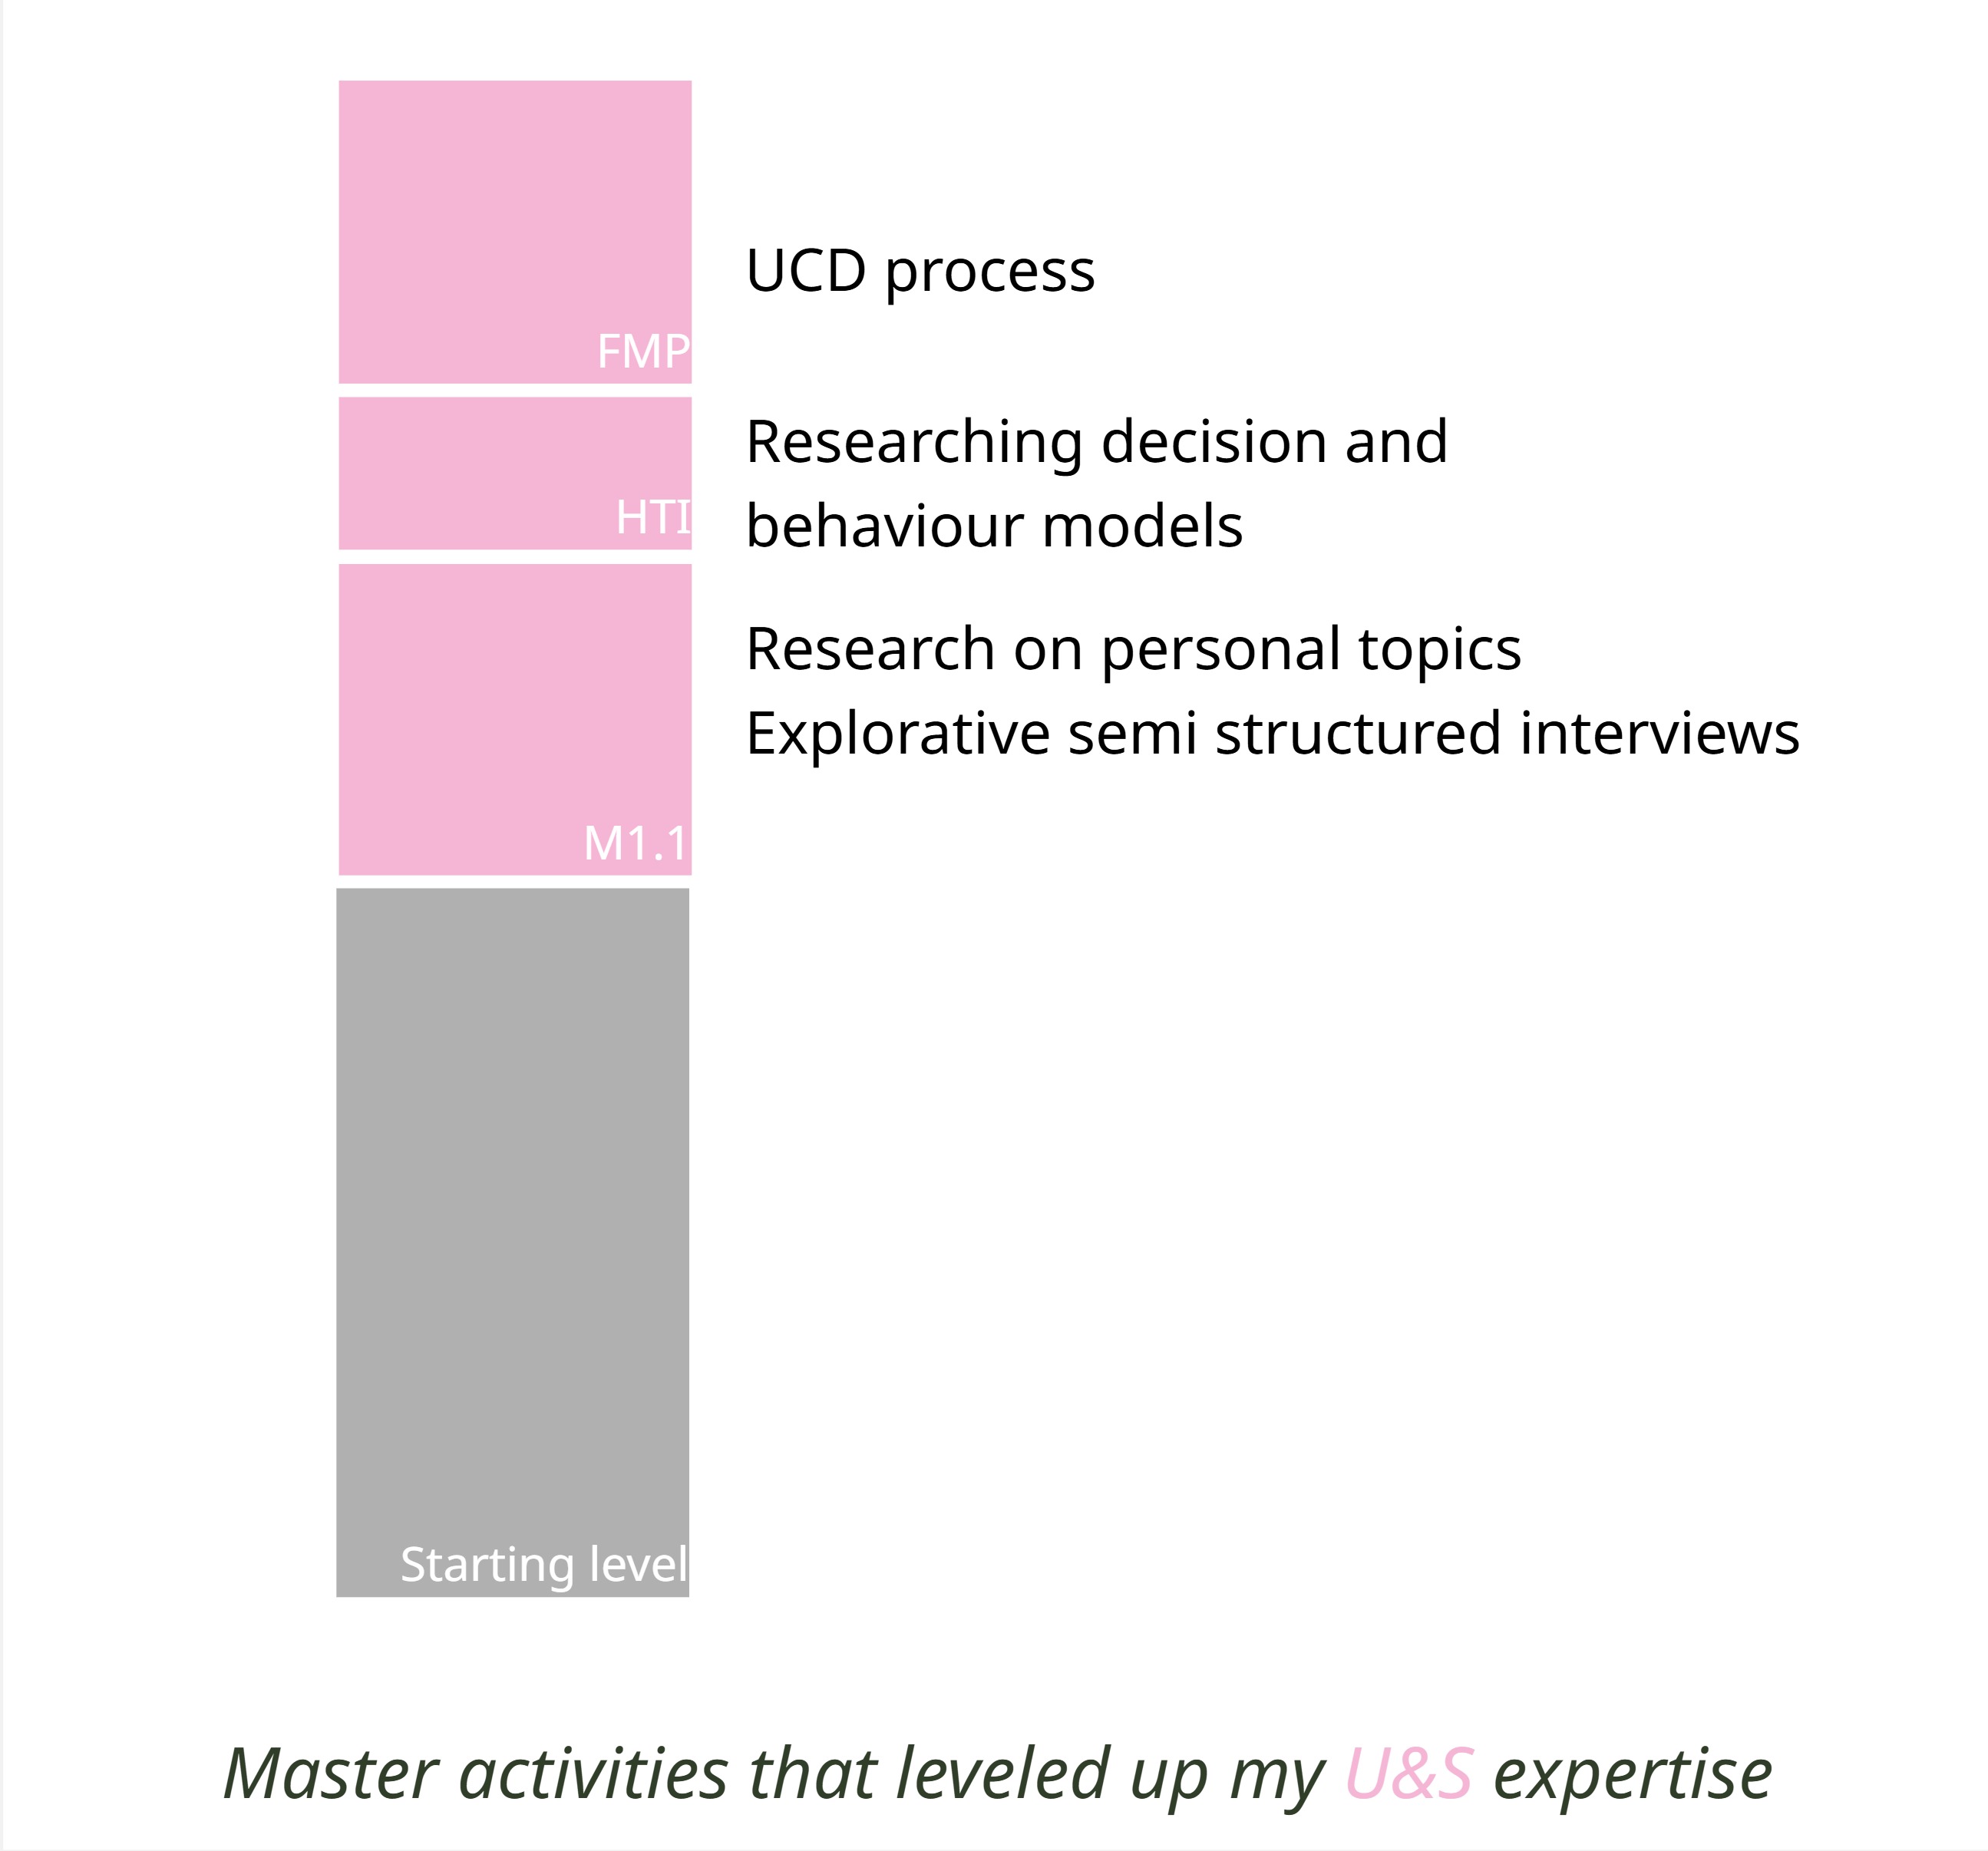 UCD process
FMP
Researching decision and
HTI
behaviour models
Research on personal topics
Explorative semi structured interviews
M1.1
Starting level
Master activities that leveled up my U&S expertise